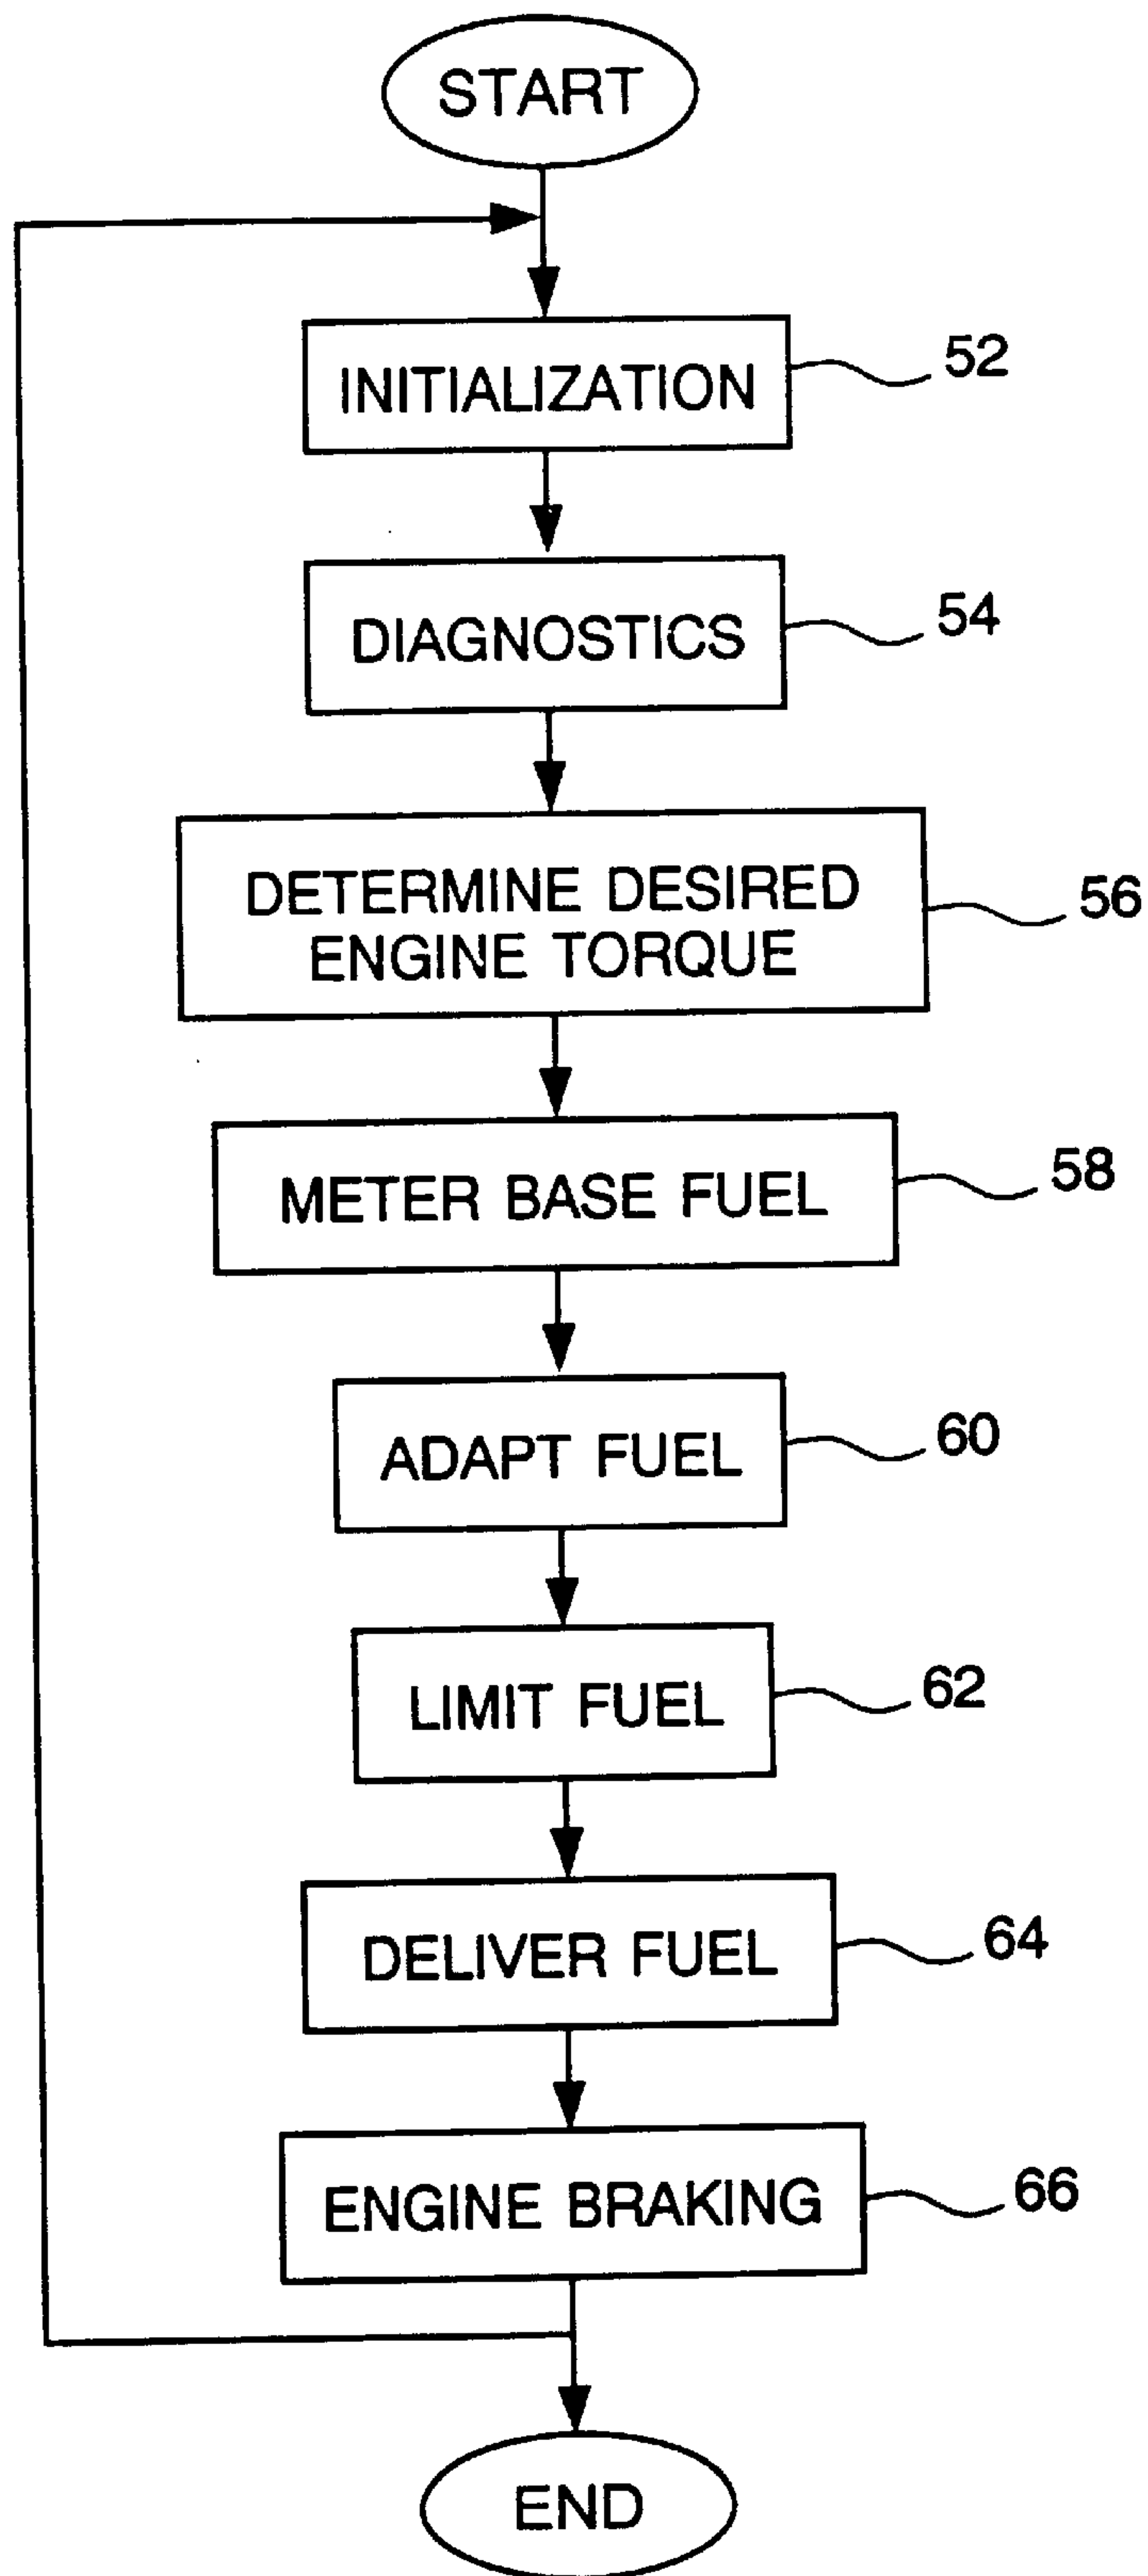 START
INITIALIZATION
52
DIAGNOSTICS
54
DETERMINE DESIRED
ENGINE TORQUE
56
METER BASE FUEL
58
ADAPT FUEL
60
LIMIT FUEL
62
DELIVER FUEL
64
ENGINE BRAKING
66
END